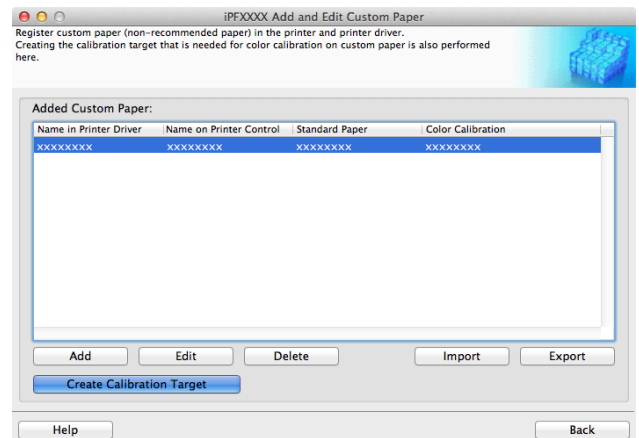 iPFXXXX Add and Edit Custom Paper
Register custom paper (non-recommended paper) in the printer and printer driver.
Creating the calibration target that is needed for color calibration on custom paper is also performed
here.
Added Custom Paper:
Name in Printer Driver Name on Printer Control Standard Paper Color Calibration
XXXXXXXX XXXXXXXX XXXXXXXX XXXXXXXX
Add Edit Delete Import Export
Create Calibration Target
Help Back